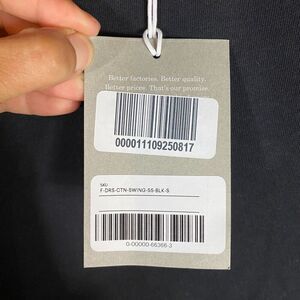 Better factories. Better quality.
Better prices. That's our promise.
000011109250817
SKU
F-DRS-CTN-SWING-SS-BLK-S
0-00000-66366-3